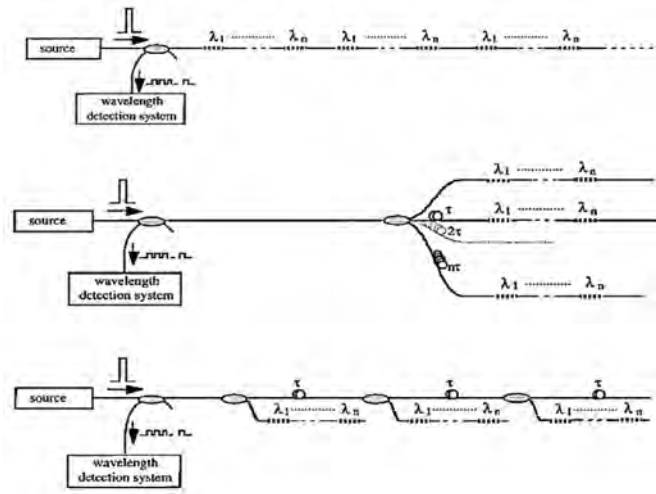 λ1 ............ λn λ1 ............ λn λ1 ............ λn
source
wavelength
detection system
λ1 ............ λn
τ
λ1 ............ λn
source
2τ
nτ
wavelength
detection system
λ1 ............ λn
τ τ τ
source
λ1 ............ λn λ1 ............ λn λ1 ............ λn
wavelength
detection system